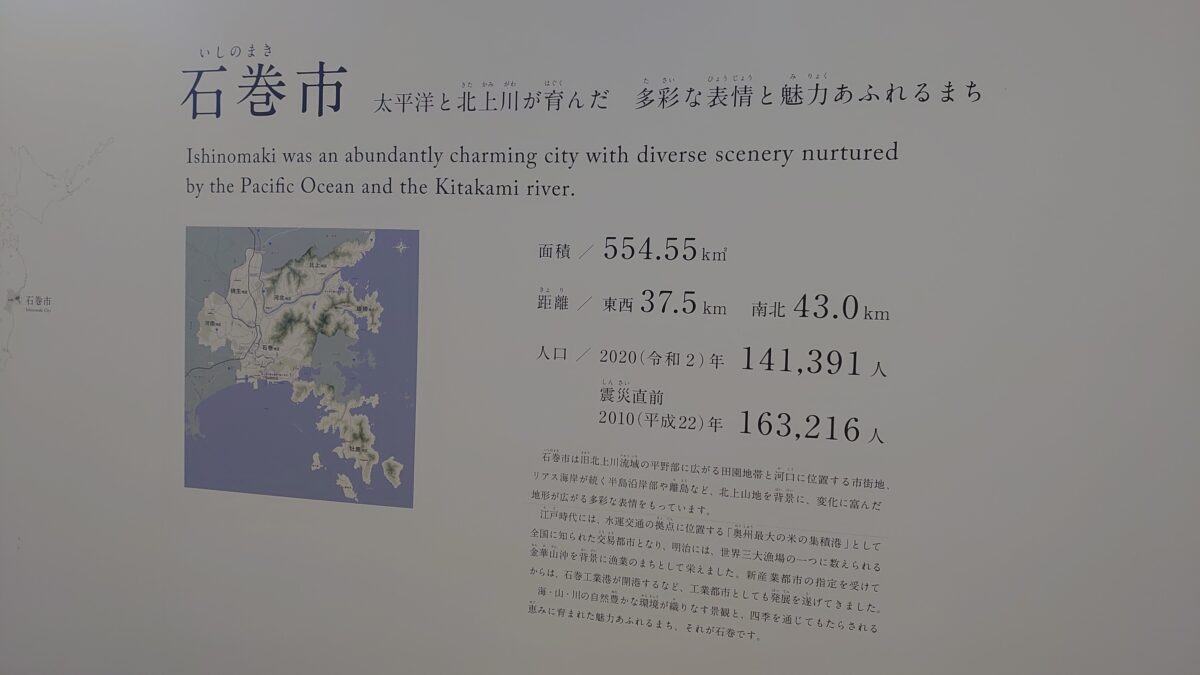 いしのまき
石巻市
太平洋と北上川が育んだ 多彩な表情と魅力あふれるまち
Ishinomaki was an abundantly charming city with diverse scenery nurtured
by the Pacific Ocean and the Kitakami river.
石巻市
面積 / 554.55km²
距離 / 東西 37.5km 南北 43.0km
人口 / 2020(令和2)年 141,391人
震災直前
2010(平成22)年 163,216人
石巻市は旧北上川流域の平野部に広がる田園地帯と河口に位置する市街地、
リアス海岸が続く半島沿岸部や離島など、北上山地を背景に、変化に富んだ
地形が広がる多彩な表情をもっています。
江戸時代には、水運交通の拠点に位置する「奥州最大の米の集積港」として
全国に知られた交易都市となり、明治には、世界三大漁場の一つに数えられる
金華山沖を背景に漁業のまちとして栄えました。新産業都市の指定を受けて
からは、石巻工業港が開港するなど、工業都市としても発展を遂げてきました。
海・山・川の自然豊かな環境が織りなす景観と、四季を通じてもたらされる
恵みに育まれた魅力あふれるまち、それが石巻です。